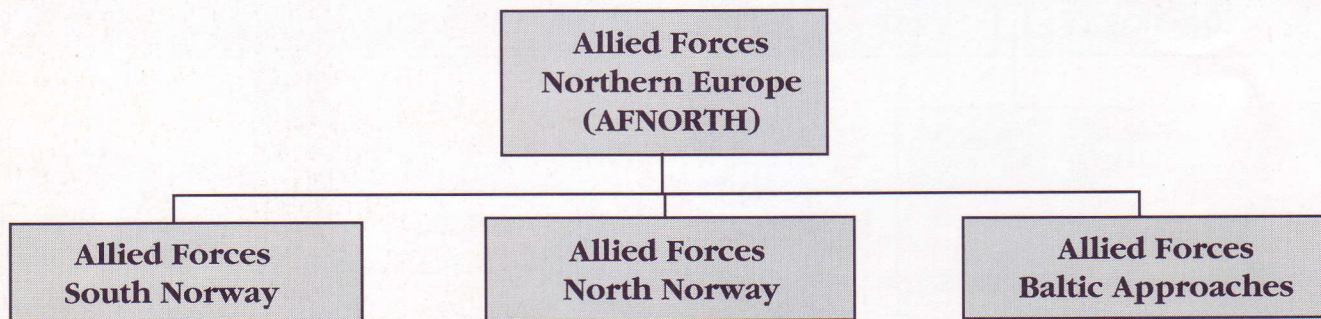 Allied Forces
Northern Europe
(AFNORTH)
Allied Forces
South Norway
Allied Forces
North Norway
Allied Forces
Baltic Approaches